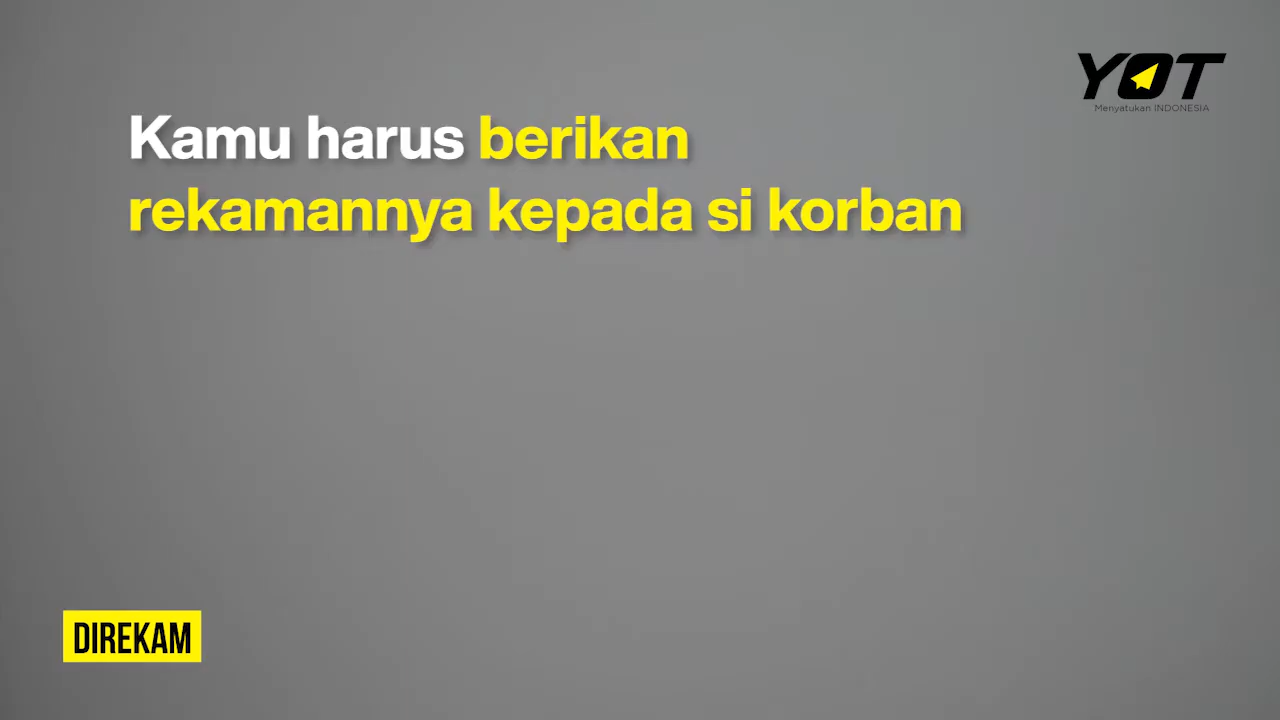 YOT
Menyatukan INDONESIA
Kamu harus berikan
rekamannya kepada si korban
DIREKAM